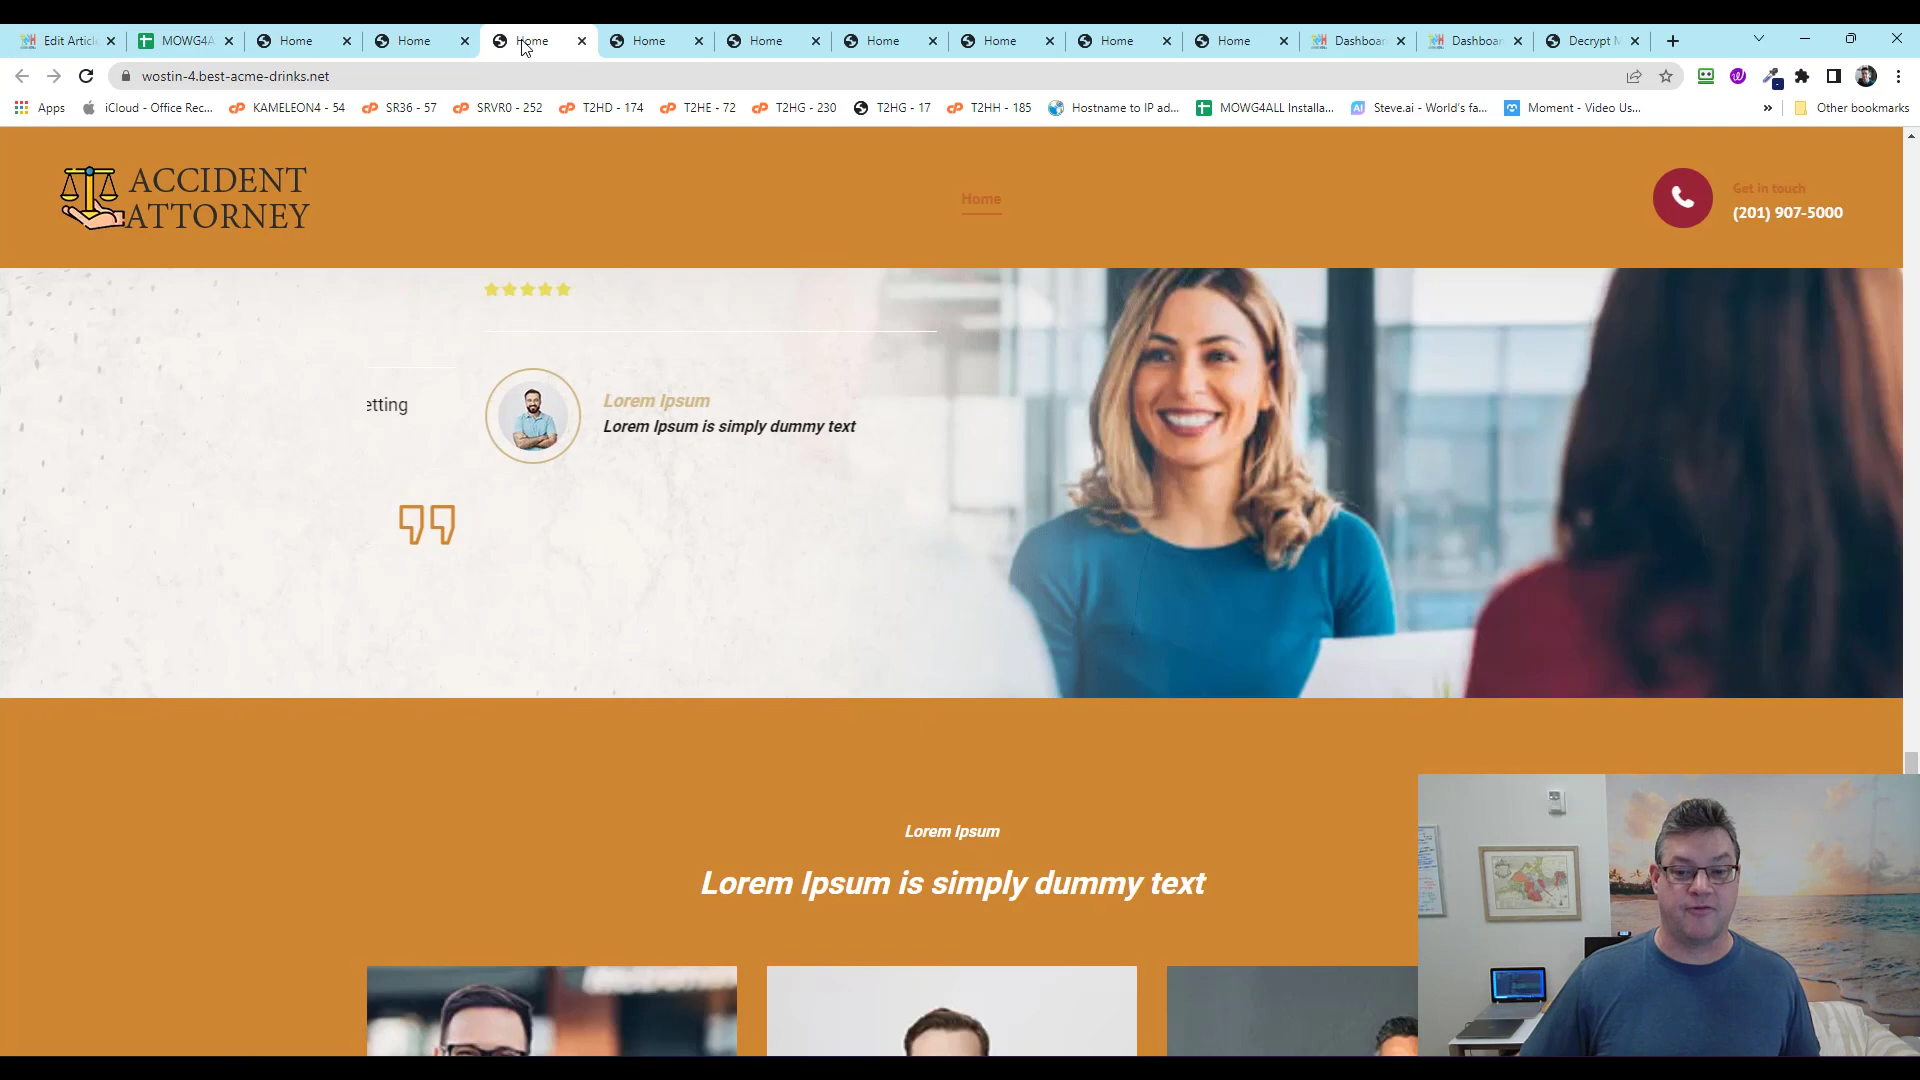 Edit Articl
MOWG4A
Home
Home
Home
Home
Home
Home
Home
Home
Home
Dashboar
Dashboar
Decrypt M
wostin-4.best-acme-drinks.net
Apps
iCloud - Office Rec...
KAMELEON4 - 54
SR36 - 57
SRVR0 - 252
T2HD - 174
T2HE - 72
T2HG - 230
T2HG - 17
T2HH - 185
Hostname to IP ad...
MOWG4ALL Installa...
Steve.ai - World's fa...
Moment - Video Us...
»
Other bookmarks
ACCIDENT
ATTORNEY
Home
Get in touch
(201) 907-5000
etting
Lorem Ipsum
Lorem Ipsum is simply dummy text
Lorem Ipsum
Lorem Ipsum is simply dummy text